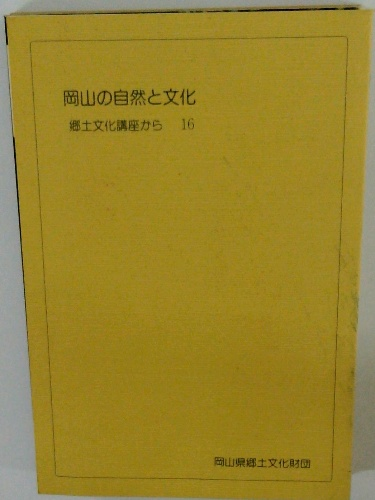 岡山の自然と文化
郷土文化講座から 16
岡山県郷土文化財団